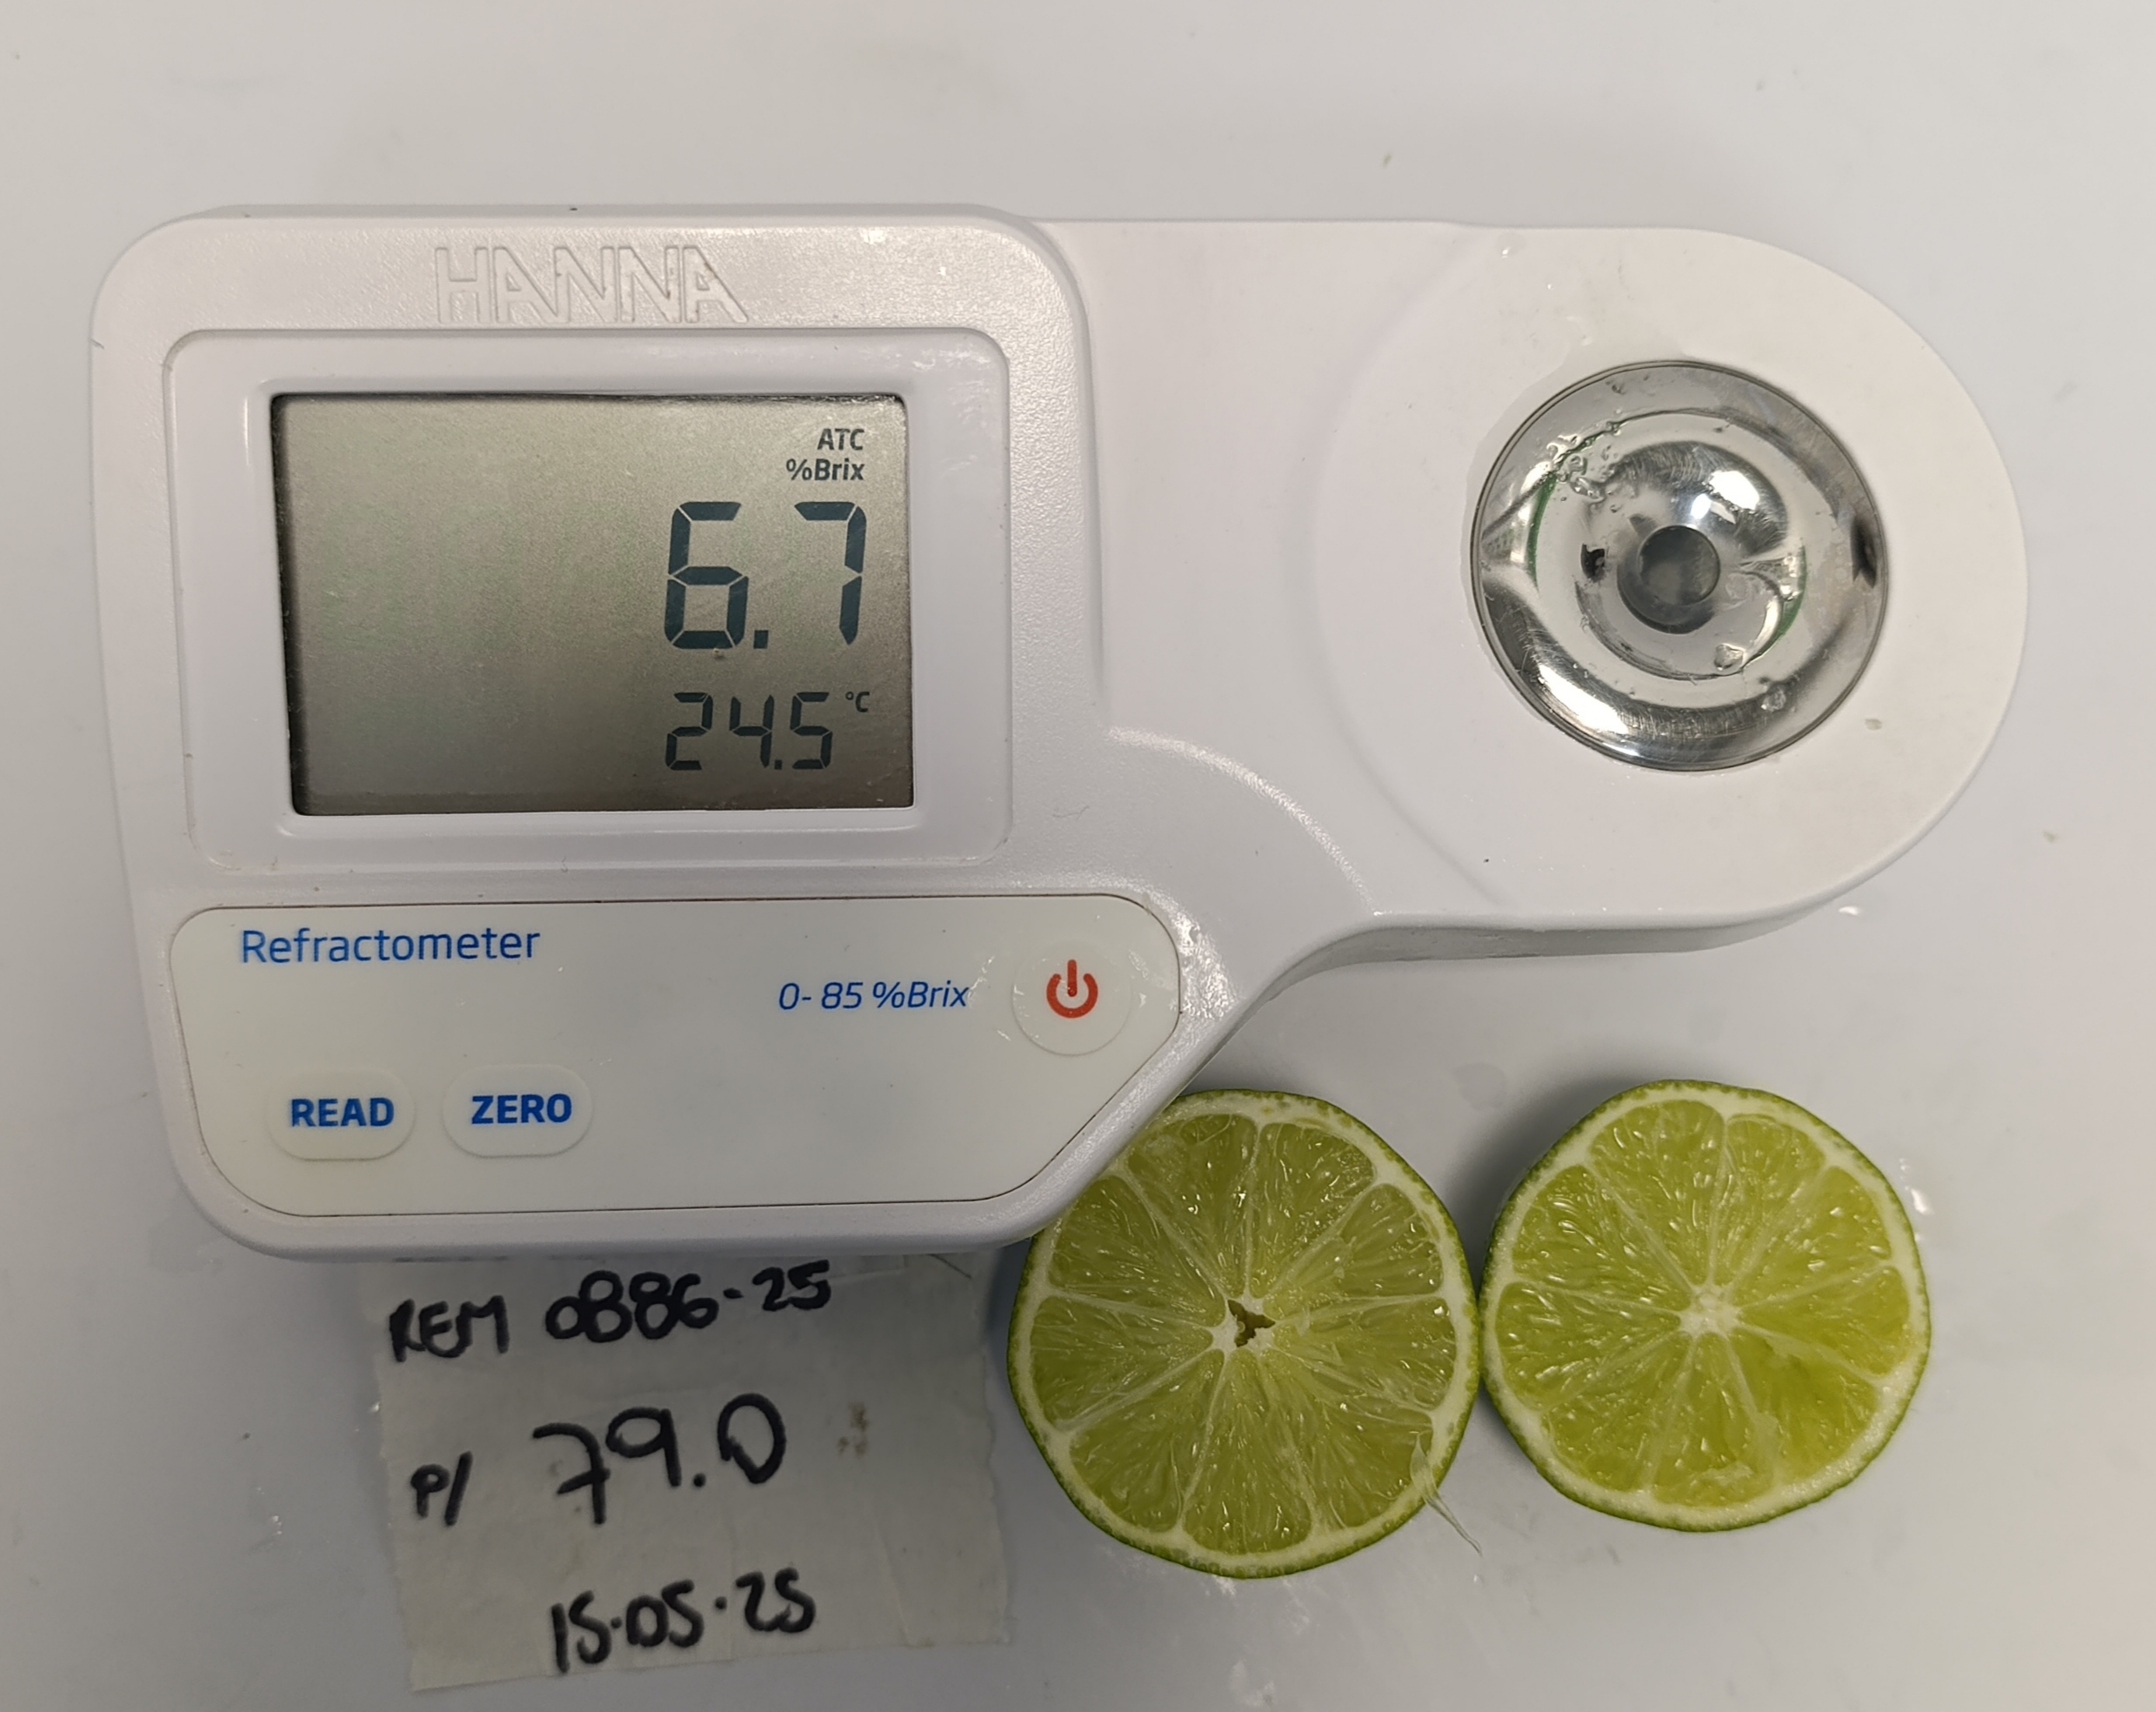 HANNA
ATC
%Brix
6.7
24.5 °C
Refractometer
0-85 %Brix
READ ZERO
REM 0886-25
P/ 79.0
15.05.25